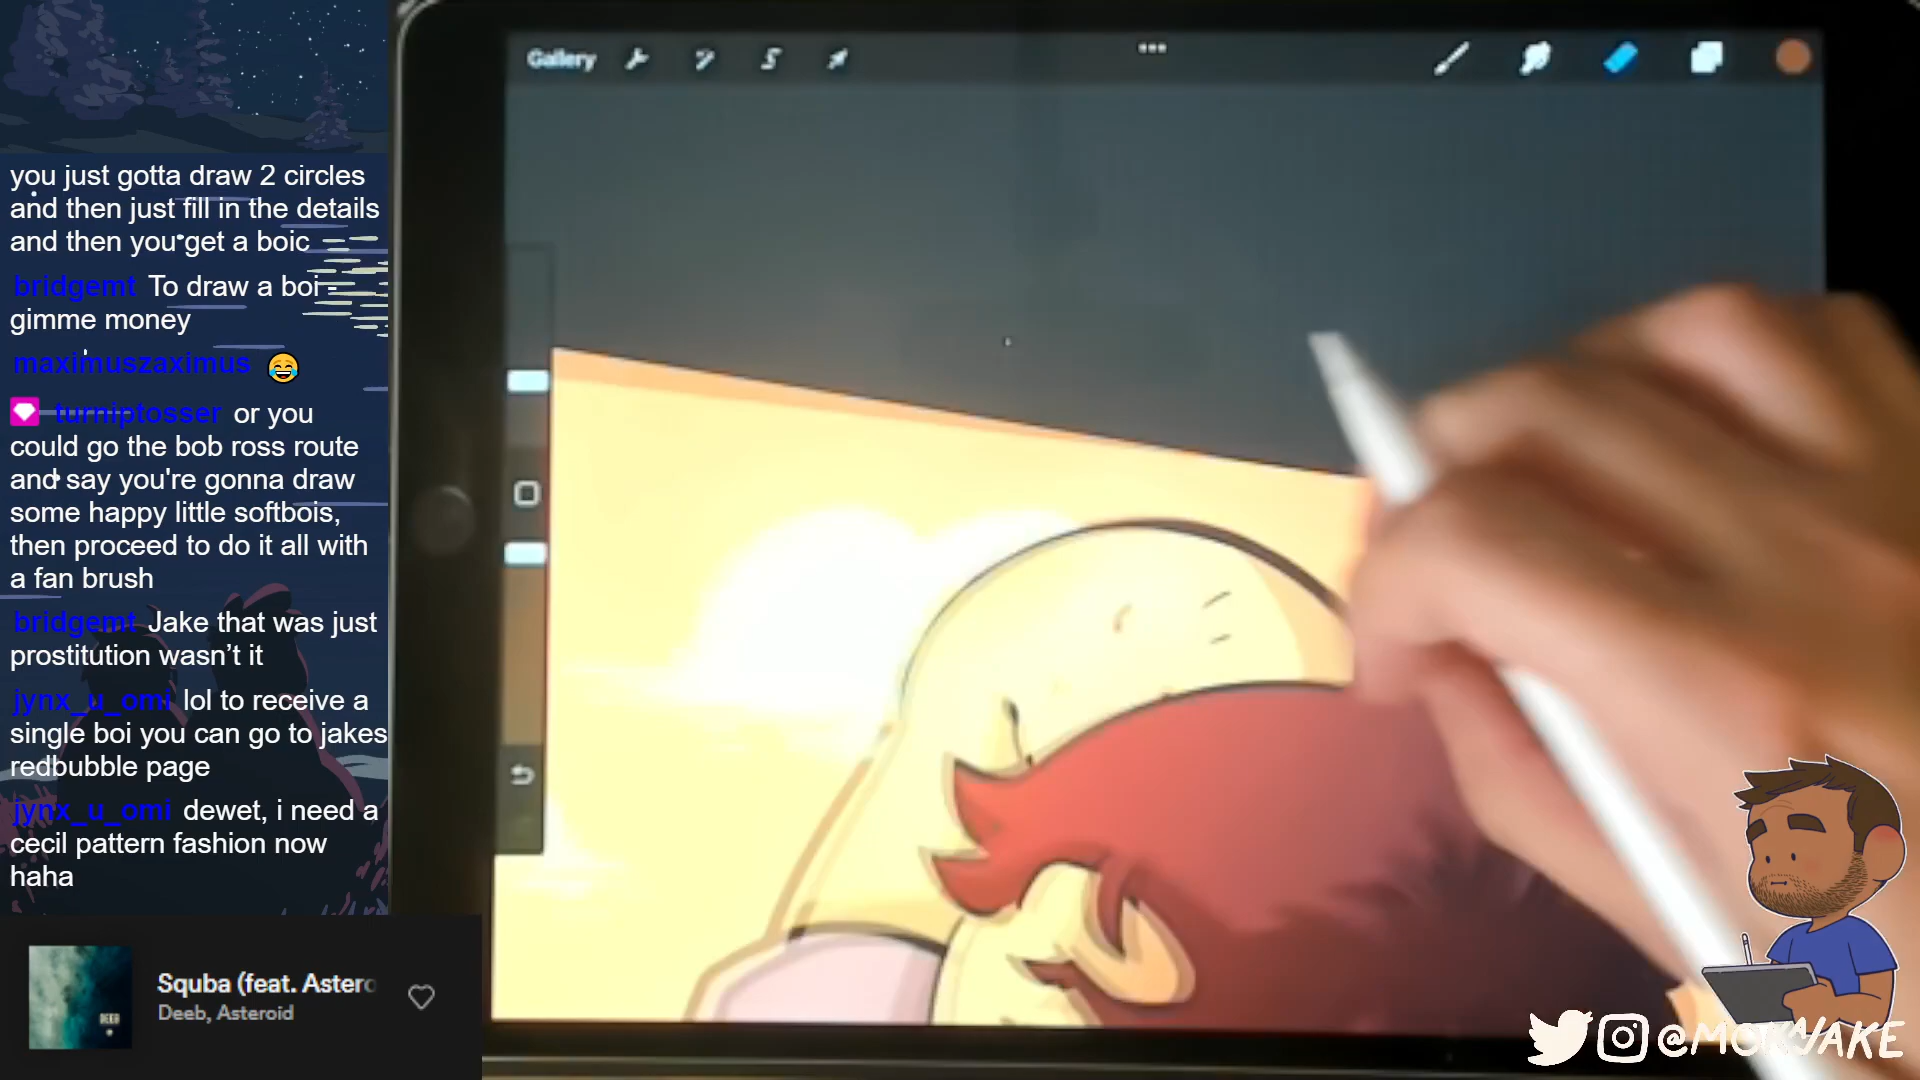 Gallery
you just gotta draw 2 circles
and then just fill in the details
and then you get a boic
bridgemt To draw a boi -
gimme money
maximuszaximus 😂
turniptosser or you
could go the bob ross route
and say you're gonna draw
some happy little softbois,
then proceed to do it all with
a fan brush
bridgemt Jake that was just
prostitution wasn't it
jynx_u_omi lol to receive a
single boi you can go to jakes
redbubble page
jynx_u_omi dewet, i need a
cecil pattern fashion now
haha
DEEB
Squba (feat. Astero
Deeb, Asteroid